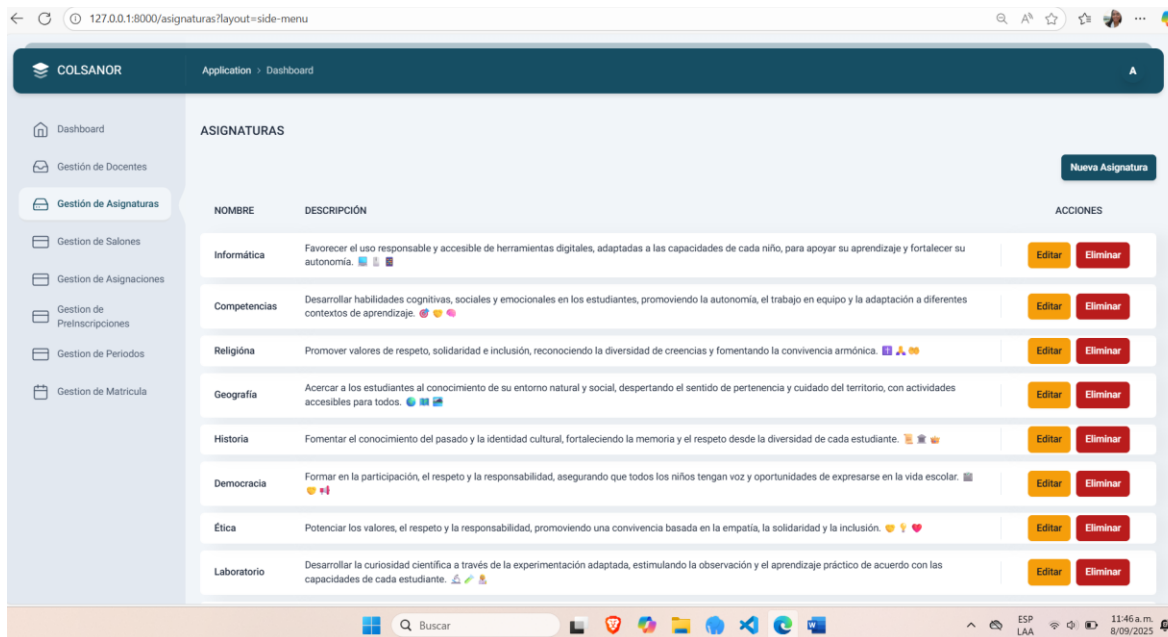 127.0.0.1:8000/asignaturas?layout=side-menu
COLSANOR
Application > Dashboard
A
Dashboard
Gestión de Docentes
Gestión de Asignaturas
Gestion de Salones
Gestion de Asignaciones
Gestion de
PreInscripciones
Gestion de Periodos
Gestion de Matricula
ASIGNATURAS
Nueva Asignatura
NOMBRE DESCRIPCIÓN ACCIONES
Informática Favorecer el uso responsable y accesible de herramientas digitales, adaptadas a las capacidades de cada niño, para apoyar su aprendizaje y fortalecer su
autonomía. Editar Eliminar
Competencias Desarrollar habilidades cognitivas, sociales y emocionales en los estudiantes, promoviendo la autonomía, el trabajo en equipo y la adaptación a diferentes
contextos de aprendizaje. Editar Eliminar
Religióna Promover valores de respeto, solidaridad e inclusión, reconociendo la diversidad de creencias y fomentando la convivencia armónica. Editar Eliminar
Geografía Acercar a los estudiantes al conocimiento de su entorno natural y social, despertando el sentido de pertenencia y cuidado del territorio, con actividades
accesibles para todos. Editar Eliminar
Historia Fomentar el conocimiento del pasado y la identidad cultural, fortaleciendo la memoria y el respeto desde la diversidad de cada estudiante. Editar Eliminar
Democracia Formar en la participación, el respeto y la responsabilidad, asegurando que todos los niños tengan voz y oportunidades de expresarse en la vida escolar. Editar Eliminar
Ética Potenciar los valores, el respeto y la responsabilidad, promoviendo una convivencia basada en la empatía, la solidaridad y la inclusión. Editar Eliminar
Laboratorio Desarrollar la curiosidad científica a través de la experimentación adaptada, estimulando la observación y el aprendizaje práctico de acuerdo con las
capacidades de cada estudiante. Editar Eliminar
Buscar
ESP
LAA
11:46 a. m.
8/09/2025